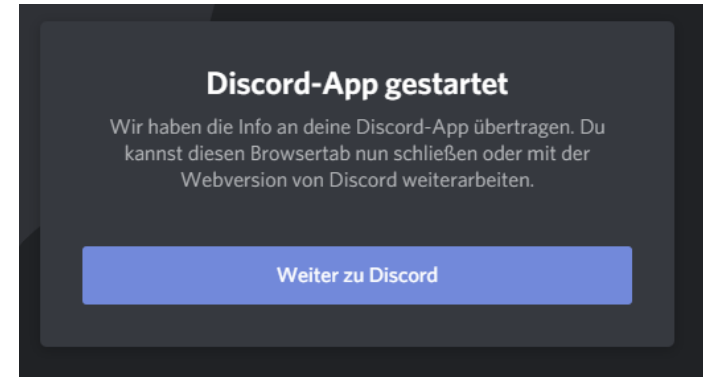 Discord-App gestartet
Wir haben die Info an deine Discord-App übertragen. Du
kannst diesen Browsertab nun schließen oder mit der
Webversion von Discord weiterarbeiten.
Weiter zu Discord